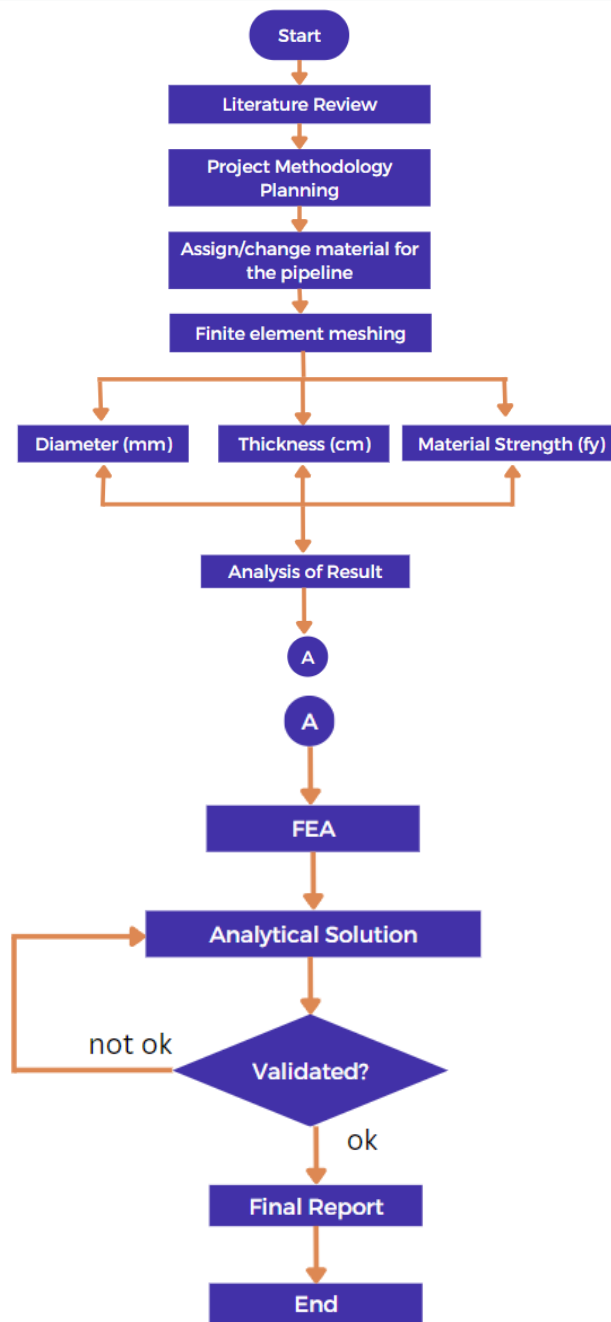 Start
Literature Review
Project Methodology
Planning
Assign/change material for
the pipeline
Finite element meshing
Diameter (mm)
Thickness (cm)
Material Strength (fy)
Analysis of Result
A
A
FEA
Analytical Solution
not ok
Validated?
ok
Final Report
End